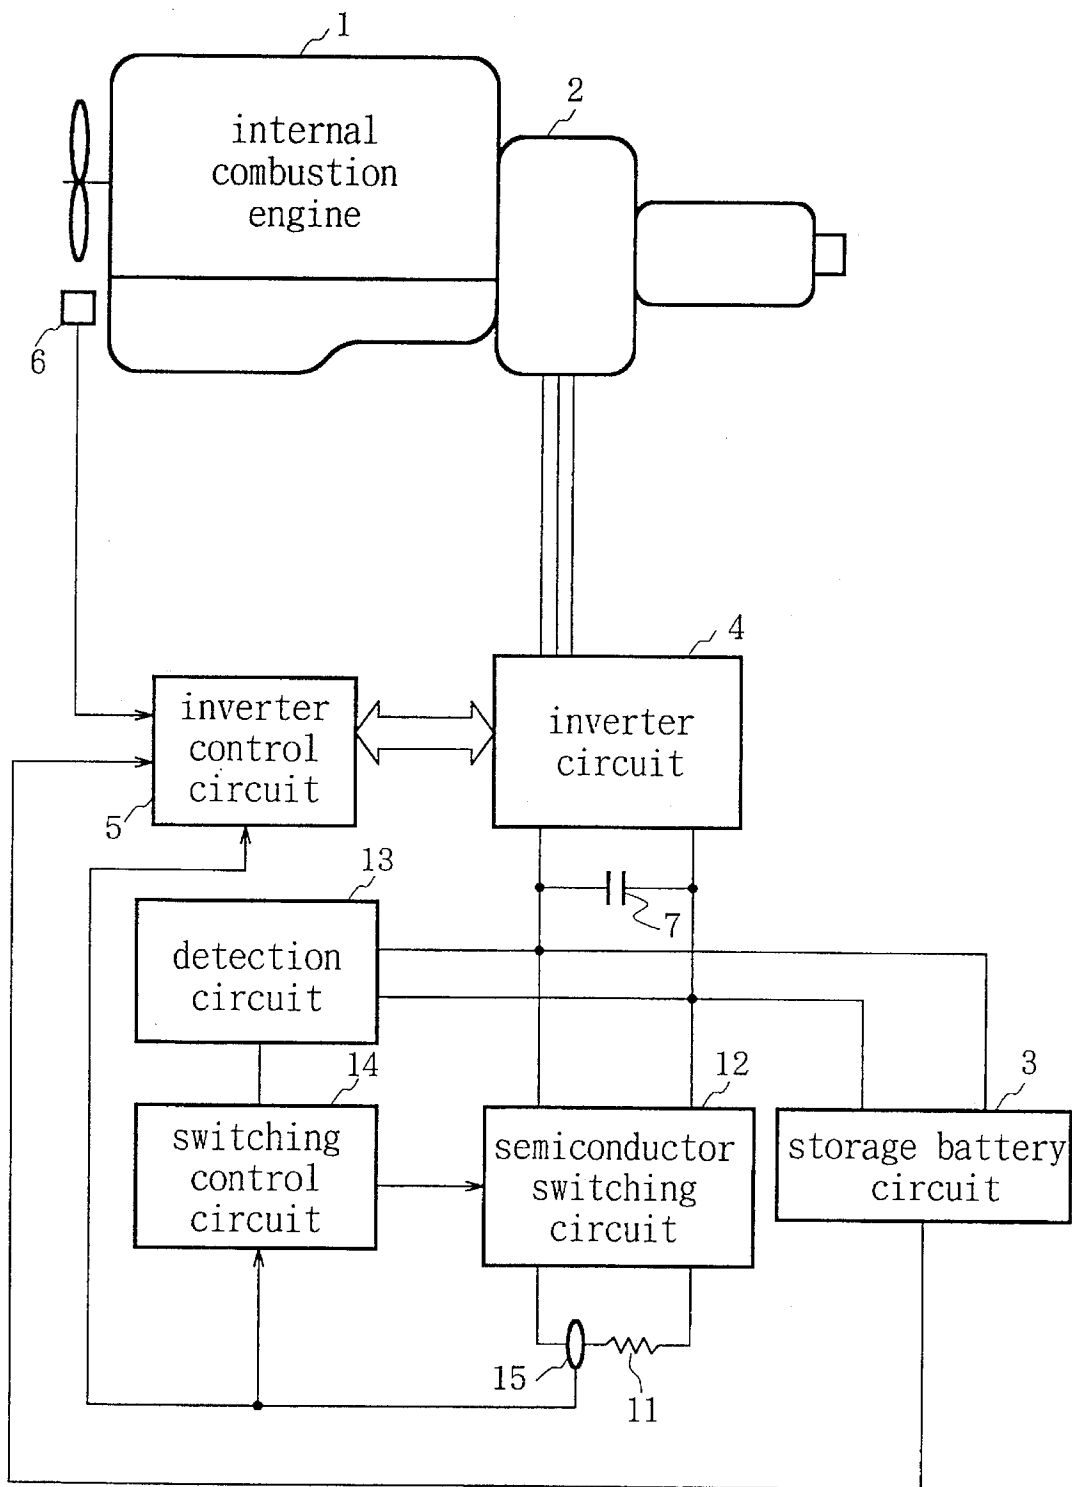 1
internal
combustion
engine
2
6
4
inverter
control
circuit
inverter
circuit
5
13
7
detection
circuit
14
12
3
switching
control
circuit
semiconductor
switching
circuit
storage battery
circuit
15
11